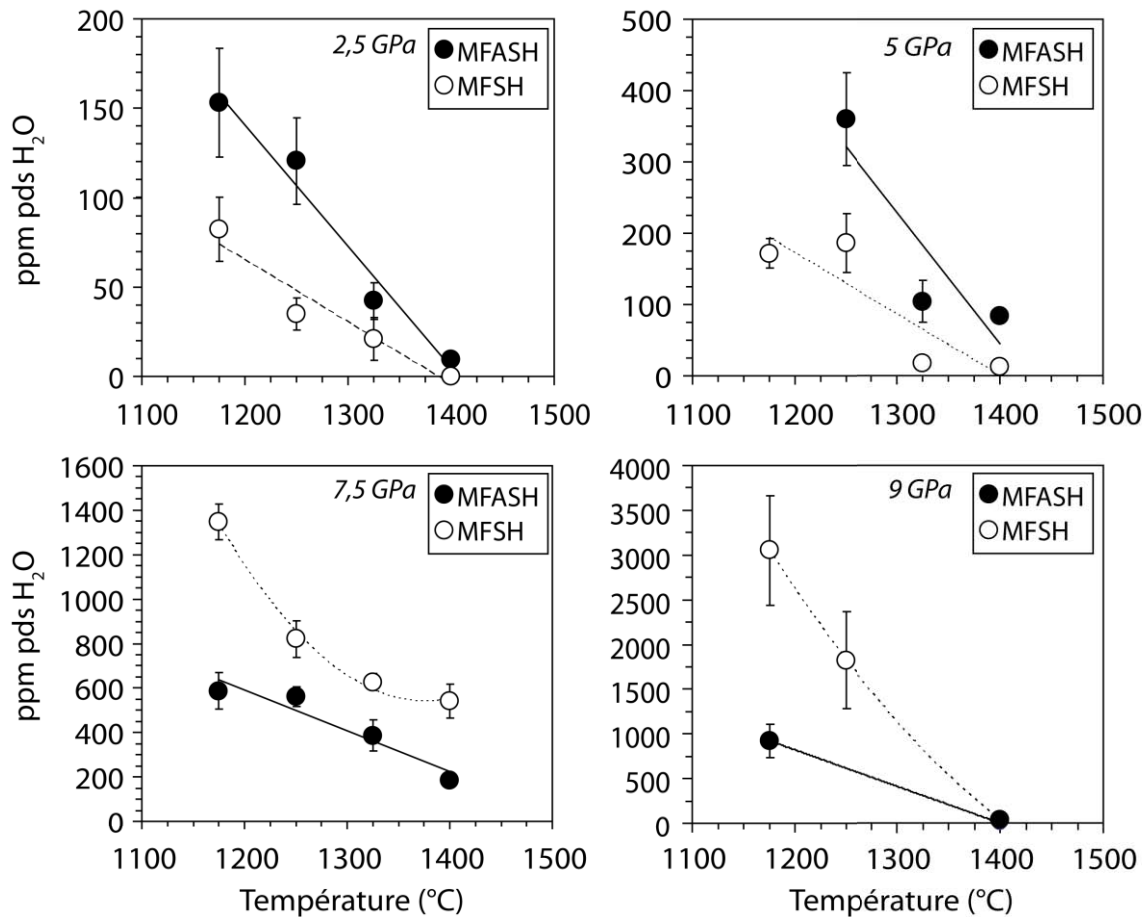 2,5 GPa
MFASH
MFSH
ppm pds H2O
200
150
100
50
0
1100 1200 1300 1400 1500
5 GPa
MFASH
MFSH
500
400
300
200
100
0
1100 1200 1300 1400 1500
7,5 GPa
MFASH
MFSH
ppm pds H2O
1600
1400
1200
1000
800
600
400
200
0
1100 1200 1300 1400 1500
Température (°C)
9 GPa
MFASH
MFSH
4000
3500
3000
2500
2000
1500
1000
500
0
1100 1200 1300 1400 1500
Température (°C)